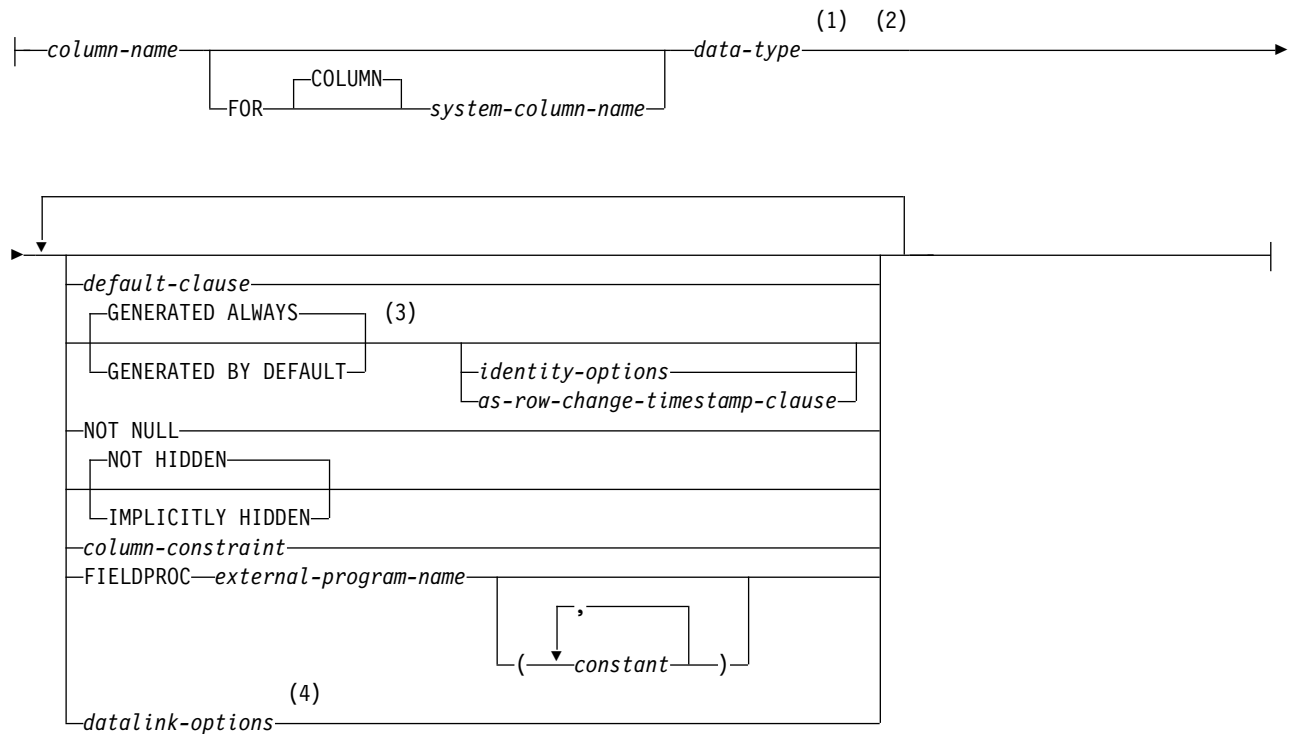 (1) (2)
column-name data-type
COLUMN
FOR system-column-name
default-clause
GENERATED ALWAYS (3)
GENERATED BY DEFAULT identity-options
as-row-change-timestamp-clause
NOT NULL
NOT HIDDEN
IMPLICITLY HIDDEN
column-constraint
FIELDPROC external-program-name
,
( constant )
(4)
datalink-options